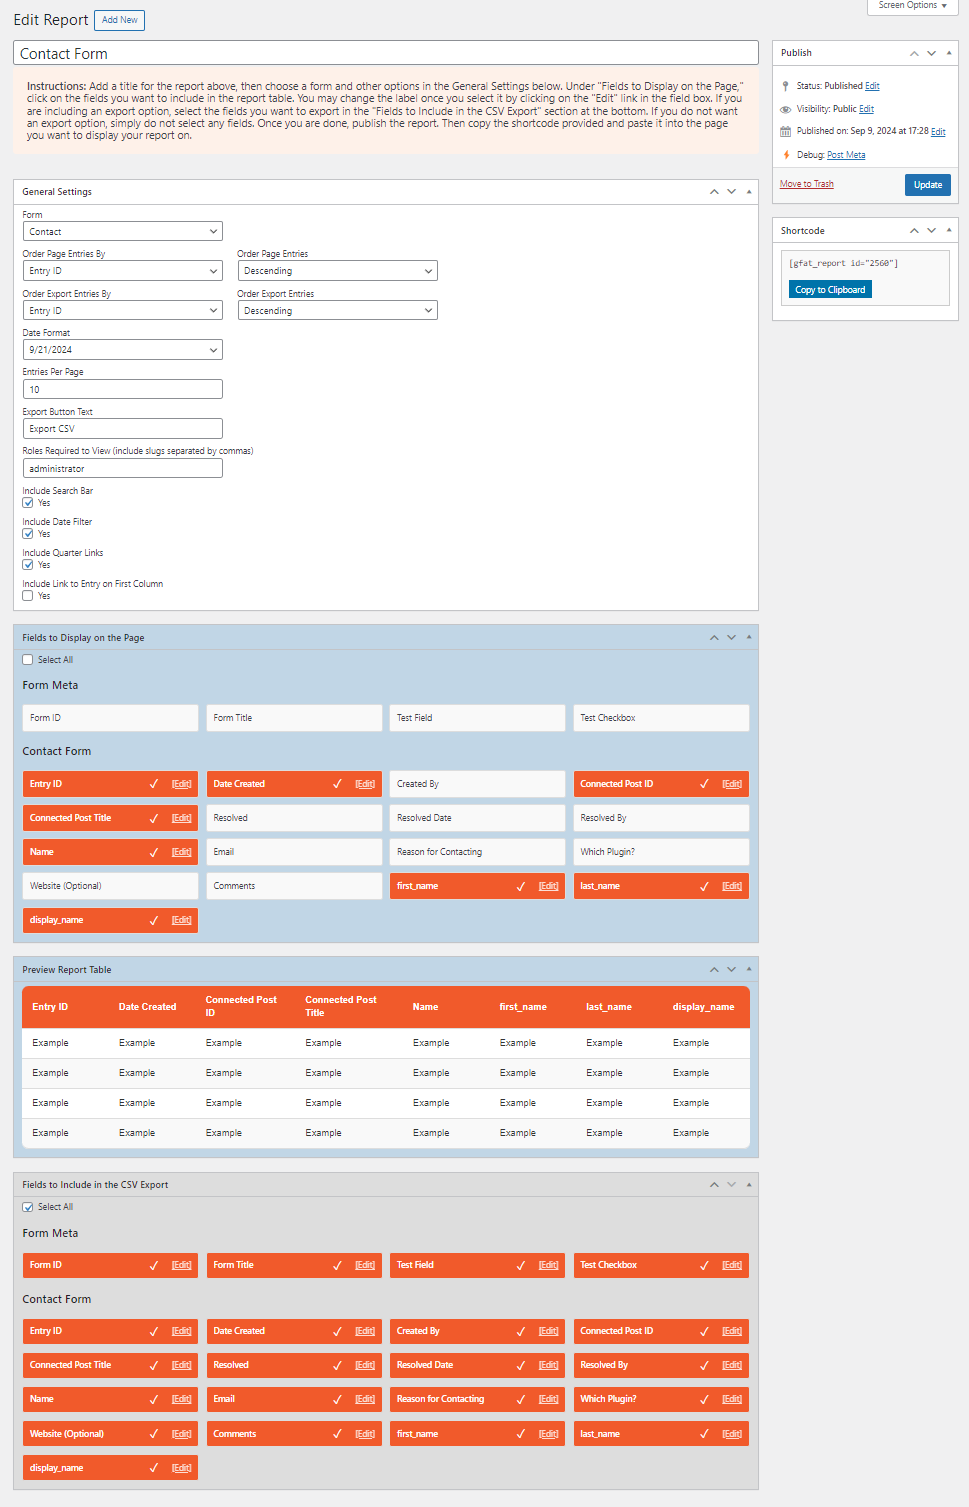 Screen Options
Edit Report
Add New
Contact Form
Instructions: Add a title for the report above, then choose a form and other options in the General Settings below. Under "Fields to Display on the Page,"
click on the fields you want to include in the report table. You may change the label once you select it by clicking on the "Edit" link in the field box. If you
are including an export option, select the fields you want to export in the "Fields to Include in the CSV Export" section at the bottom. If you do not want
an export option, simply do not select any fields. Once you are done, publish the report. Then copy the shortcode provided and paste it into the page
you want to display your report on.
Publish
Status: Published Edit
Visibility: Public Edit
Published on: Sep 9, 2024 at 17:28 Edit
Debug: Post Meta
Move to Trash
Update
Shortcode
[gfat_report id="2560"]
Copy to Clipboard
General Settings
Form
Contact
Order Page Entries By
Order Page Entries
Entry ID
Descending
Order Export Entries By
Order Export Entries
Entry ID
Descending
Date Format
9/21/2024
Entries Per Page
10
Export Button Text
Export CSV
Roles Required to View (include slugs separated by commas)
administrator
Include Search Bar
Yes
Include Date Filter
Yes
Include Quarter Links
Yes
Include Link to Entry on First Column
Yes
Fields to Display on the Page
Select All
Form Meta
Form ID
Form Title
Test Field
Test Checkbox
Contact Form
Entry ID ✓ [Edit]
Date Created ✓ [Edit]
Created By
Connected Post ID ✓ [Edit]
Connected Post Title ✓ [Edit]
Resolved
Resolved Date
Resolved By
Name ✓ [Edit]
Email
Reason for Contacting
Which Plugin?
Website (Optional)
Comments
first_name ✓ [Edit]
last_name ✓ [Edit]
display_name ✓ [Edit]
Preview Report Table
Entry ID Date Created Connected Post ID Connected Post Title Name first_name last_name display_name
Example Example Example Example Example Example Example Example
Example Example Example Example Example Example Example Example
Example Example Example Example Example Example Example Example
Example Example Example Example Example Example Example Example
Fields to Include in the CSV Export
Select All
Form Meta
Form ID ✓ [Edit]
Form Title ✓ [Edit]
Test Field ✓ [Edit]
Test Checkbox ✓ [Edit]
Contact Form
Entry ID ✓ [Edit]
Date Created ✓ [Edit]
Created By ✓ [Edit]
Connected Post ID ✓ [Edit]
Connected Post Title ✓ [Edit]
Resolved ✓ [Edit]
Resolved Date ✓ [Edit]
Resolved By ✓ [Edit]
Name ✓ [Edit]
Email ✓ [Edit]
Reason for Contacting ✓ [Edit]
Which Plugin? ✓ [Edit]
Website (Optional) ✓ [Edit]
Comments ✓ [Edit]
first_name ✓ [Edit]
last_name ✓ [Edit]
display_name ✓ [Edit]